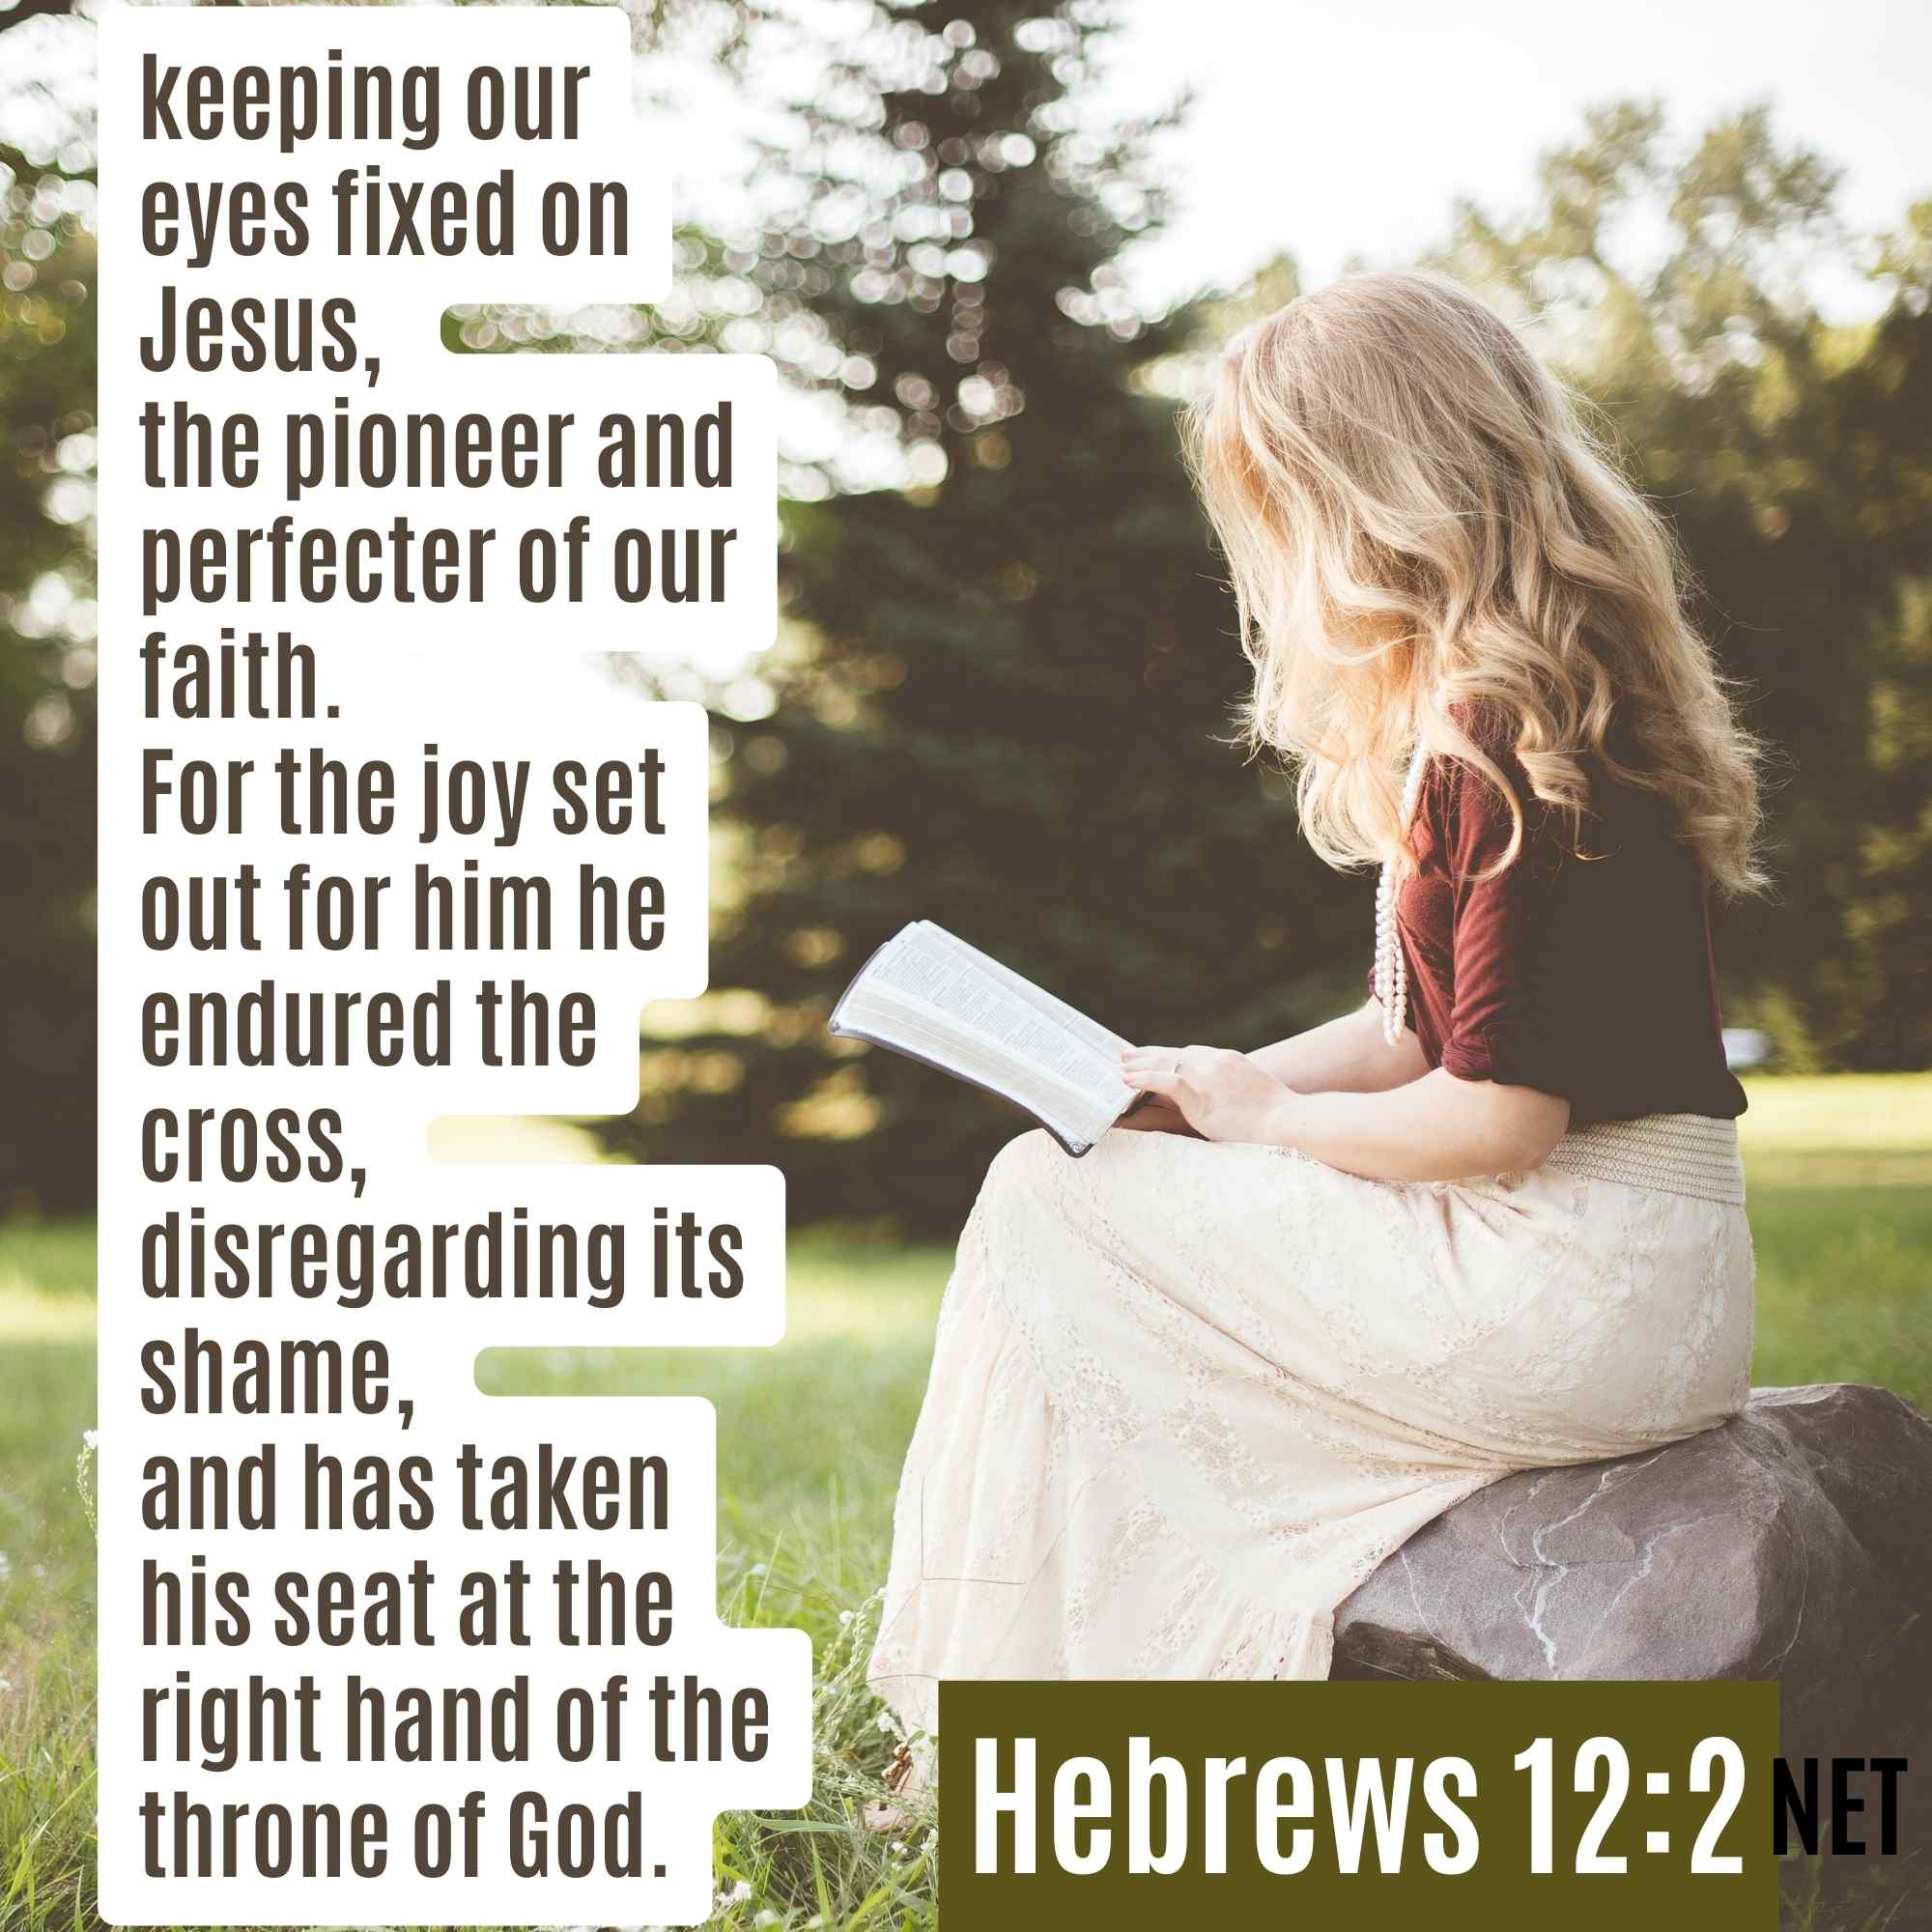 keeping our
eyes fixed on
Jesus,
the pioneer and
perfecter of our
faith.
For the joy set
out for him he
endured the
cross,
disregarding its
shame,
and has taken
his seat at the
right hand of the
throne of God.
Hebrews 12:2 NET